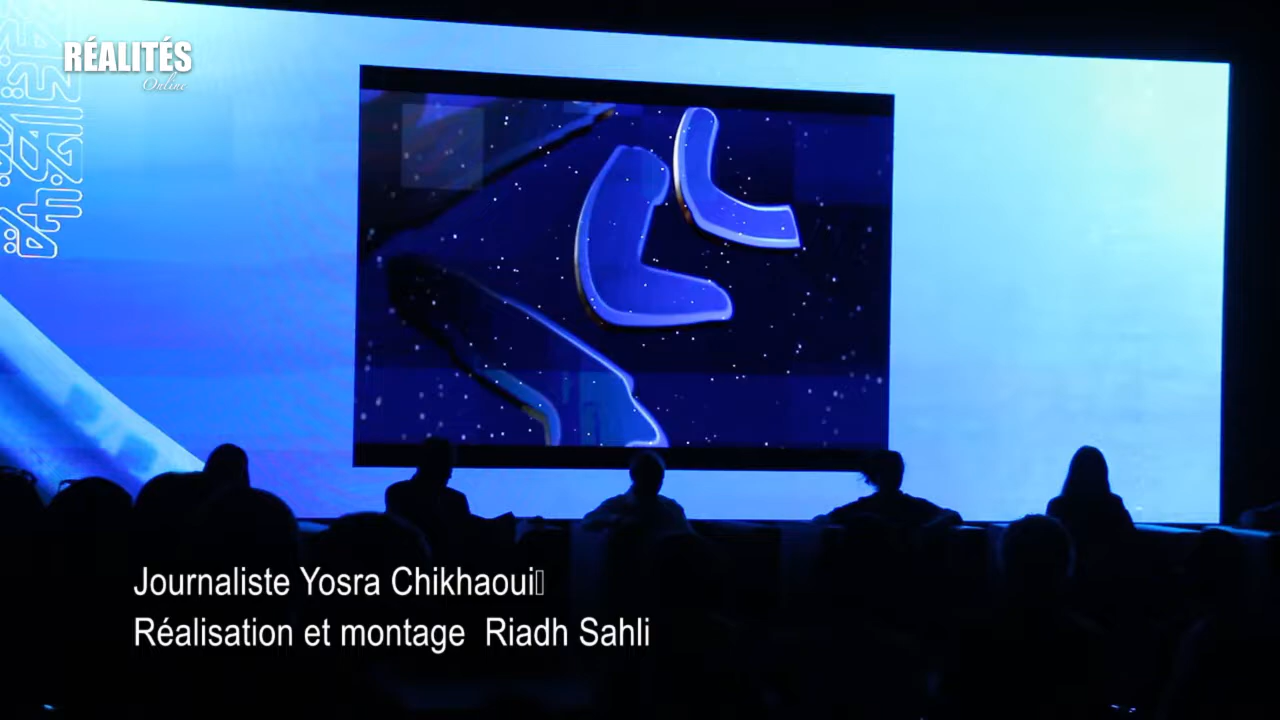 RÉALITÉS
Online
Journaliste Yosra Chikhaoui
Réalisation et montage Riadh Sahli